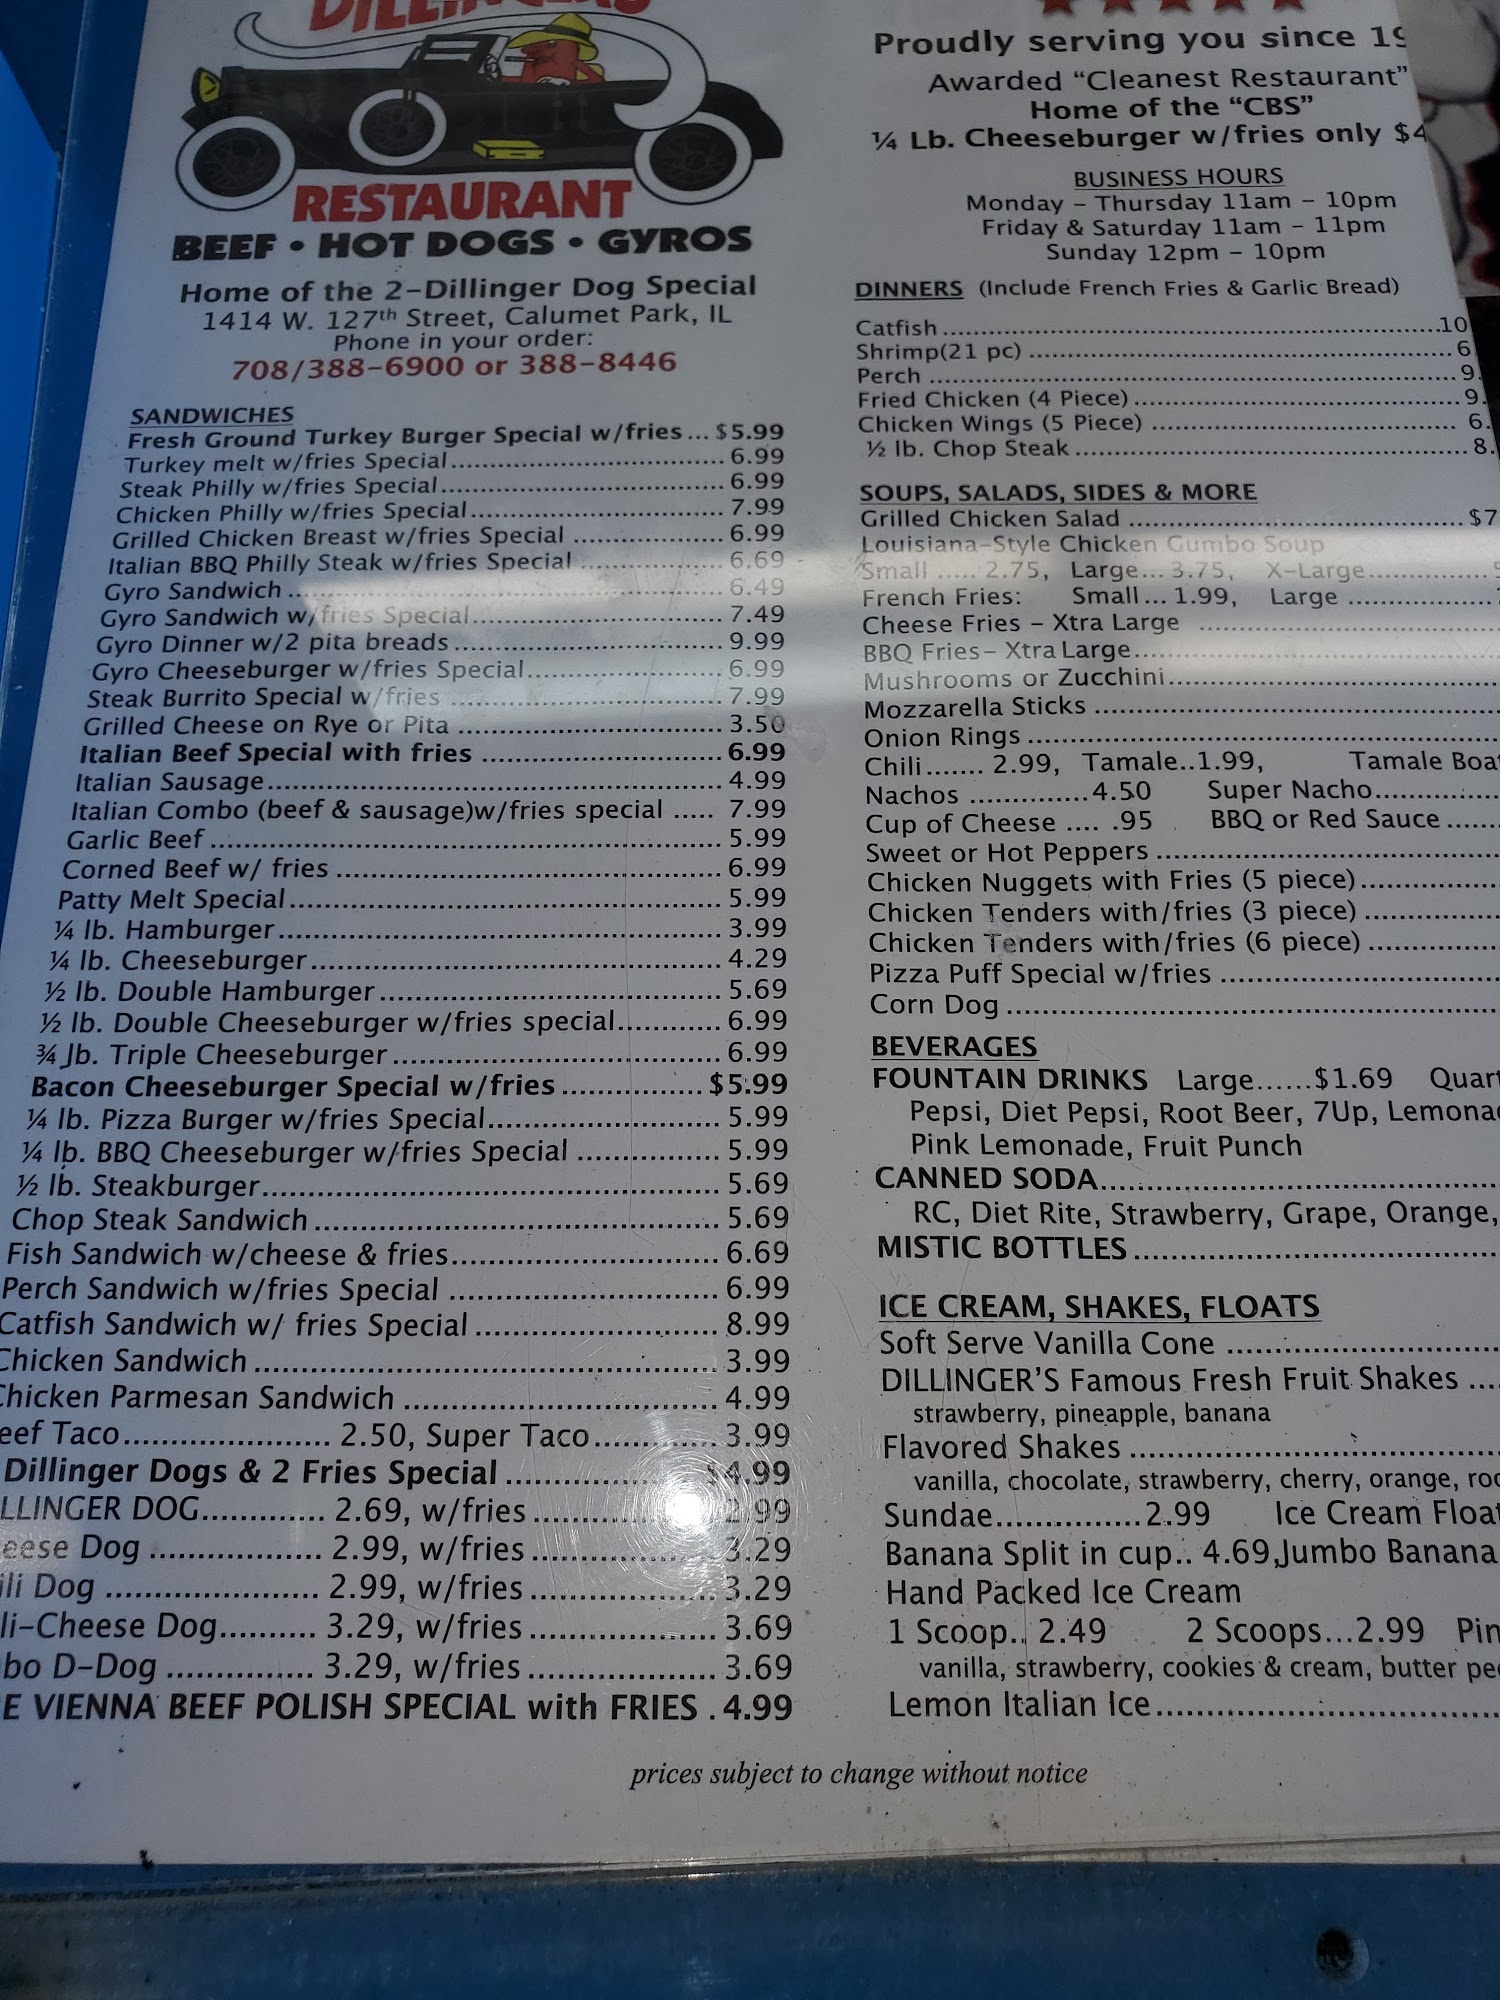 DILLINGER'S
RESTAURANT
BEEF • HOT DOGS • GYROS
Home of the 2-Dillinger Dog Special
1414 W. 127th Street, Calumet Park, IL
Phone in your order:
708/388-6900 or 388-8446
SANDWICHES
Fresh Ground Turkey Burger Special w/fries... $5.99
Turkey melt w/fries Special 6.99
Steak Philly w/fries Special 6.99
Chicken Philly w/fries Special 7.99
Grilled Chicken Breast w/fries Special 6.99
Italian BBQ Philly Steak w/fries Special 6.69
Gyro Sandwich 6.49
Gyro Sandwich w/fries Special 7.49
Gyro Dinner w/2 pita breads 9.99
Gyro Cheeseburger w/fries Special 6.99
Steak Burrito Special w/fries 7.99
Grilled Cheese on Rye or Pita 3.50
Italian Beef Special with fries 6.99
Italian Sausage 4.99
Italian Combo (beef & sausage)w/fries special 7.99
Garlic Beef 5.99
Corned Beef w/ fries 6.99
Patty Melt Special 5.99
¼ lb. Hamburger 3.99
¼ lb. Cheeseburger 4.29
½ lb. Double Hamburger 5.69
½ lb. Double Cheeseburger w/fries special 6.99
¾ lb. Triple Cheeseburger 6.99
Bacon Cheeseburger Special w/fries $5.99
¼ lb. Pizza Burger w/fries Special 5.99
¼ lb. BBQ Cheeseburger w/fries Special 5.99
½ lb. Steakburger 5.69
Chop Steak Sandwich 5.69
Fish Sandwich w/cheese & fries 6.69
Perch Sandwich w/fries Special 6.99
Catfish Sandwich w/ fries Special 8.99
Chicken Sandwich 3.99
Chicken Parmesan Sandwich 4.99
eef Taco 2.50, Super Taco 3.99
Dillinger Dogs & 2 Fries Special $4.99
LLINGER DOG 2.69, w/fries 2.99
eese Dog 2.99, w/fries 3.29
ili Dog 2.99, w/fries 3.29
li-Cheese Dog 3.29, w/fries 3.69
bo D-Dog 3.29, w/fries 3.69
E VIENNA BEEF POLISH SPECIAL with FRIES . 4.99
Proudly serving you since 19
Awarded “Cleanest Restaurant”
Home of the “CBS”
¼ Lb. Cheeseburger w/fries only $4
BUSINESS HOURS
Monday – Thursday 11am – 10pm
Friday & Saturday 11am – 11pm
Sunday 12pm – 10pm
DINNERS (Include French Fries & Garlic Bread)
Catfish 10
Shrimp(21 pc) 6
Perch 9.
Fried Chicken (4 Piece) 9.
Chicken Wings (5 Piece) 6.
½ lb. Chop Steak 8.
SOUPS, SALADS, SIDES & MORE
Grilled Chicken Salad $7
Louisiana-Style Chicken Gumbo Soup
Small ..... 2.75, Large... 3.75, X-Large
French Fries: Small... 1.99, Large
Cheese Fries – Xtra Large
BBQ Fries– Xtra Large
Mushrooms or Zucchini
Mozzarella Sticks
Onion Rings
Chili....... 2.99, Tamale..1.99, Tamale Boa
Nachos 4.50 Super Nacho
Cup of Cheese .... .95 BBQ or Red Sauce
Sweet or Hot Peppers
Chicken Nuggets with Fries (5 piece)
Chicken Tenders with/fries (3 piece)
Chicken Tenders with/fries (6 piece)
Pizza Puff Special w/fries
Corn Dog
BEVERAGES
FOUNTAIN DRINKS Large......$1.69 Quart
Pepsi, Diet Pepsi, Root Beer, 7Up, Lemona
Pink Lemonade, Fruit Punch
CANNED SODA
RC, Diet Rite, Strawberry, Grape, Orange,
MISTIC BOTTLES
ICE CREAM, SHAKES, FLOATS
Soft Serve Vanilla Cone
DILLINGER'S Famous Fresh Fruit Shakes
strawberry, pineapple, banana
Flavored Shakes
vanilla, chocolate, strawberry, cherry, orange, roo
Sundae 2.99 Ice Cream Float
Banana Split in cup.. 4.69,Jumbo Banana
Hand Packed Ice Cream
1 Scoop.. 2.49 2 Scoops...2.99 Pin
vanilla, strawberry, cookies & cream, butter pe
Lemon Italian Ice
prices subject to change without notice